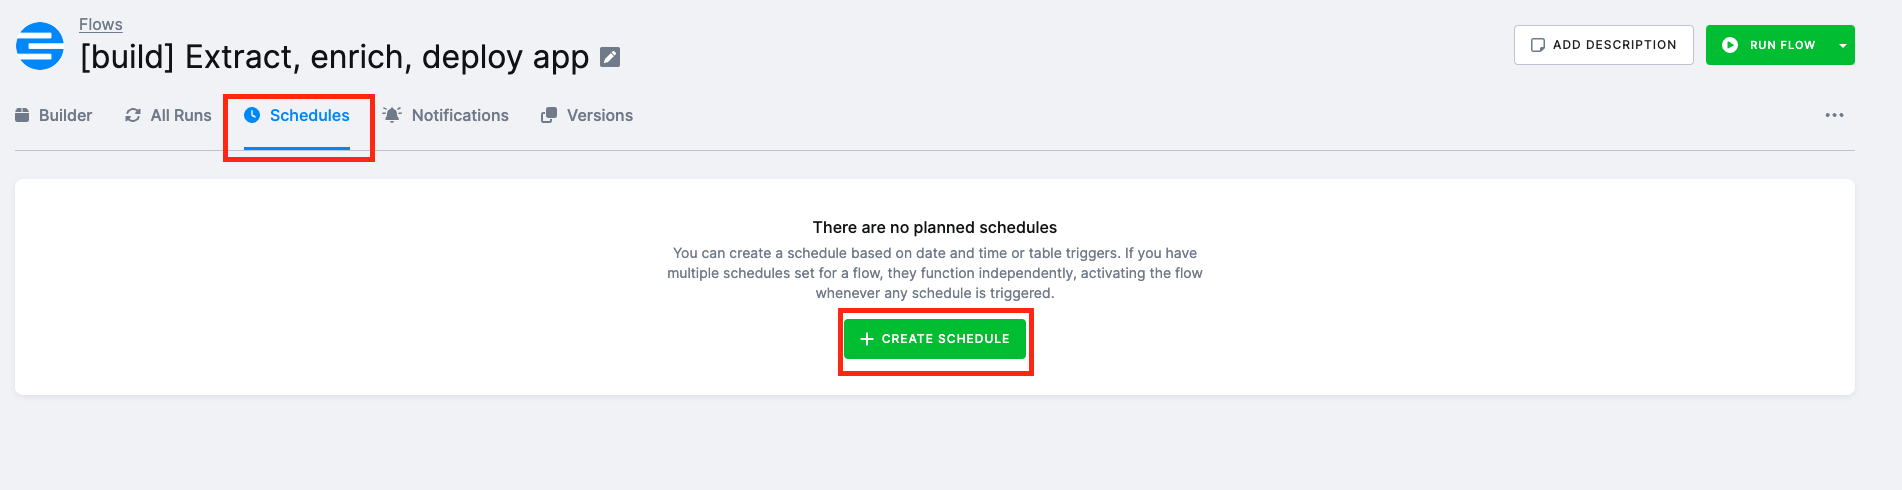 Flows
[build] Extract, enrich, deploy app
ADD DESCRIPTION
RUN FLOW
Builder
All Runs
Schedules
Notifications
Versions
There are no planned schedules
You can create a schedule based on date and time or table triggers. If you have
multiple schedules set for a flow, they function independently, activating the flow
whenever any schedule is triggered.
CREATE SCHEDULE